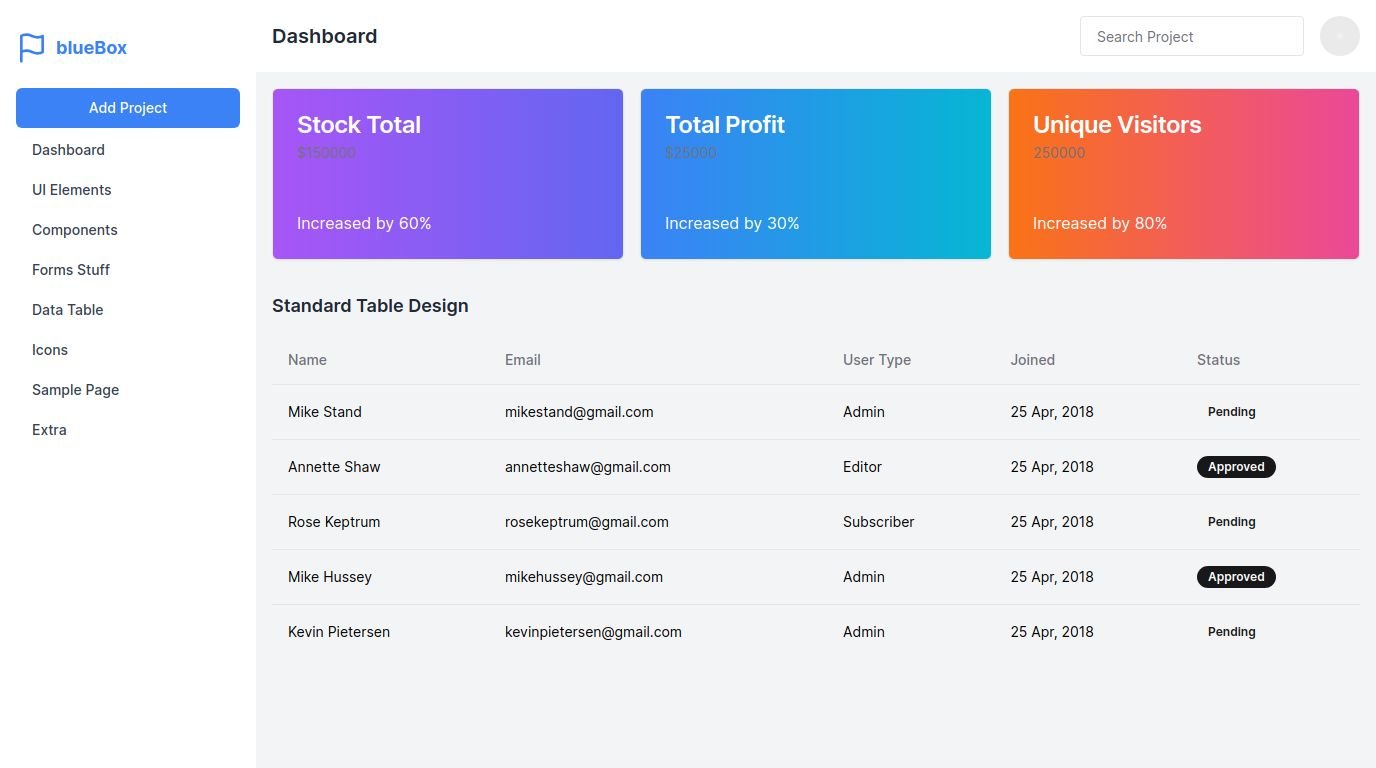 blueBox
Add Project
Dashboard
UI Elements
Components
Forms Stuff
Data Table
Icons
Sample Page
Extra
Dashboard
Search Project
Stock Total
$150000
Increased by 60%
Total Profit
$25000
Increased by 30%
Unique Visitors
250000
Increased by 80%
Standard Table Design
Name Email User Type Joined Status
Mike Stand mikestand@gmail.com Admin 25 Apr, 2018 Pending
Annette Shaw annetteshaw@gmail.com Editor 25 Apr, 2018 Approved
Rose Keptrum rosekeptrum@gmail.com Subscriber 25 Apr, 2018 Pending
Mike Hussey mikehussey@gmail.com Admin 25 Apr, 2018 Approved
Kevin Pietersen kevinpietersen@gmail.com Admin 25 Apr, 2018 Pending